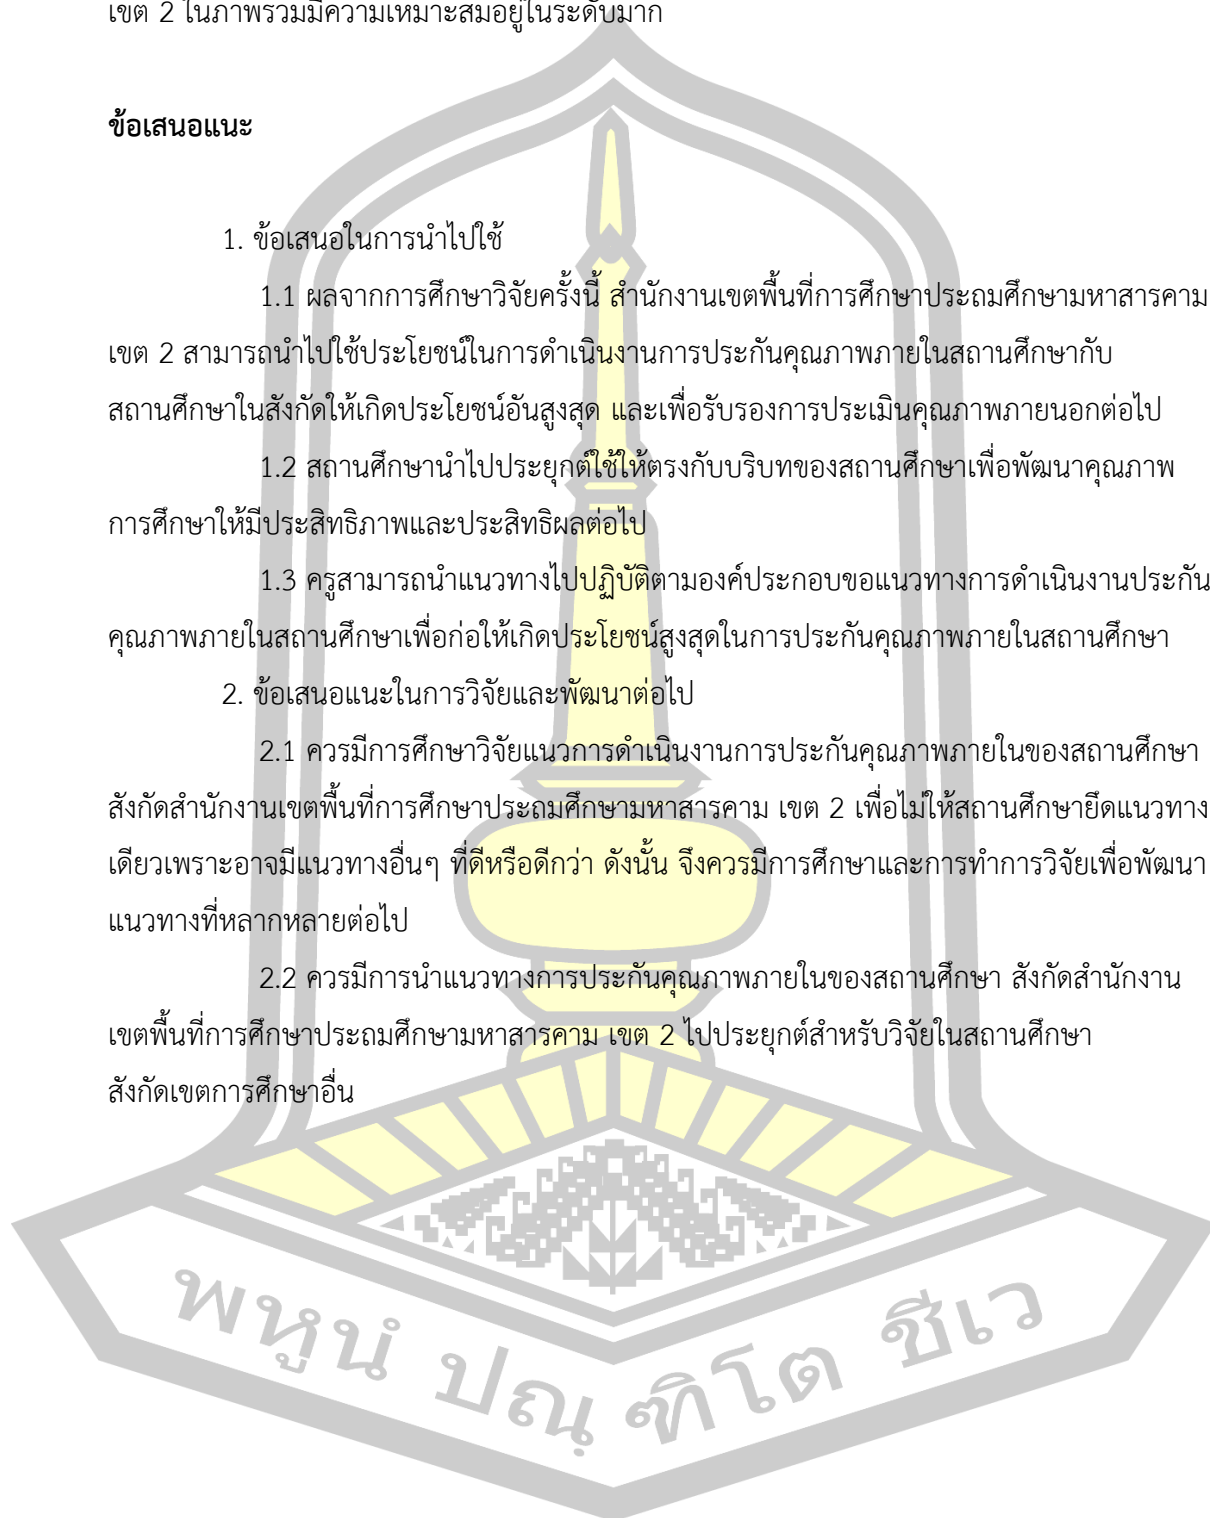 เขต 2 ในภาพรวมมีความเหมาะสมอยู่ในระดับมาก
ข้อเสนอแนะ
1. ข้อเสนอในการนำไปใช้
1.1 ผลจากการศึกษาวิจัยครั้งนี้ สำนักงานเขตพื้นที่การศึกษาประถมศึกษามหาสารคาม
เขต 2 สามารถนำไปใช้ประโยชน์ในการดำเนินงานการประกันคุณภาพภายในสถานศึกษากับ
สถานศึกษาในสังกัดให้เกิดประโยชน์อันสูงสุด และเพื่อรับรองการประเมินคุณภาพภายนอกต่อไป
1.2 สถานศึกษานำไปประยุกต์ใช้ให้ตรงกับบริบทของสถานศึกษาเพื่อพัฒนาคุณภาพ
การศึกษาให้มีประสิทธิภาพและประสิทธิผลต่อไป
1.3 ครูสามารถนำแนวทางไปปฏิบัติตามองค์ประกอบขอแนวทางการดำเนินงานประกัน
คุณภาพภายในสถานศึกษาเพื่อก่อให้เกิดประโยชน์สูงสุดในการประกันคุณภาพภายในสถานศึกษา
2. ข้อเสนอแนะในการวิจัยและพัฒนาต่อไป
2.1 ควรมีการศึกษาวิจัยแนวการดำเนินงานการประกันคุณภาพภายในของสถานศึกษา
สังกัดสำนักงานเขตพื้นที่การศึกษาประถมศึกษามหาสารคาม เขต 2 เพื่อไม่ให้สถานศึกษายึดแนวทาง
เดียวเพราะอาจมีแนวทางอื่นๆ ที่ดีหรือดีกว่า ดังนั้น จึงควรมีการศึกษาและการทำการวิจัยเพื่อพัฒนา
แนวทางที่หลากหลายต่อไป
2.2 ควรมีการนำแนวทางการประกันคุณภาพภายในของสถานศึกษา สังกัดสำนักงาน
เขตพื้นที่การศึกษาประถมศึกษามหาสารคาม เขต 2 ไปประยุกต์สำหรับวิจัยในสถานศึกษา
สังกัดเขตการศึกษาอื่น
พหูนํ ปณฺฑิโต ชีเว